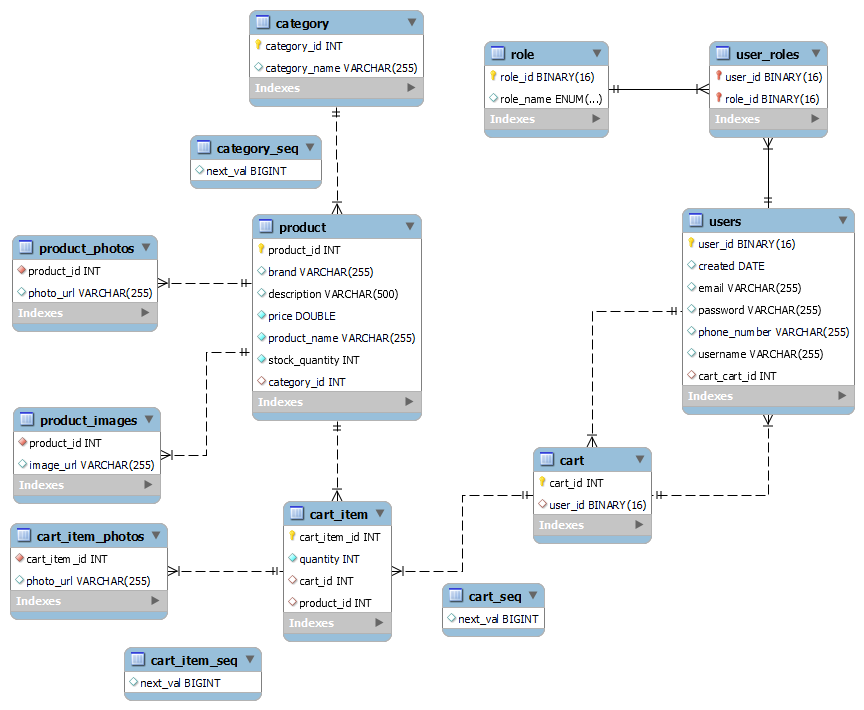 category
category_id INT
category_name VARCHAR(255)
Indexes
category_seq
next_val BIGINT
role
role_id BINARY(16)
role_name ENUM(...)
Indexes
user_roles
user_id BINARY(16)
role_id BINARY(16)
Indexes
product
product_id INT
brand VARCHAR(255)
description VARCHAR(500)
price DOUBLE
product_name VARCHAR(255)
stock_quantity INT
category_id INT
Indexes
users
user_id BINARY(16)
created DATE
email VARCHAR(255)
password VARCHAR(255)
phone_number VARCHAR(255)
username VARCHAR(255)
cart_cart_id INT
Indexes
product_photos
product_id INT
photo_url VARCHAR(255)
Indexes
product_images
product_id INT
image_url VARCHAR(255)
Indexes
cart
cart_id INT
user_id BINARY(16)
Indexes
cart_item
cart_item_id INT
quantity INT
cart_id INT
product_id INT
Indexes
cart_item_photos
cart_item_id INT
photo_url VARCHAR(255)
Indexes
cart_seq
next_val BIGINT
cart_item_seq
next_val BIGINT